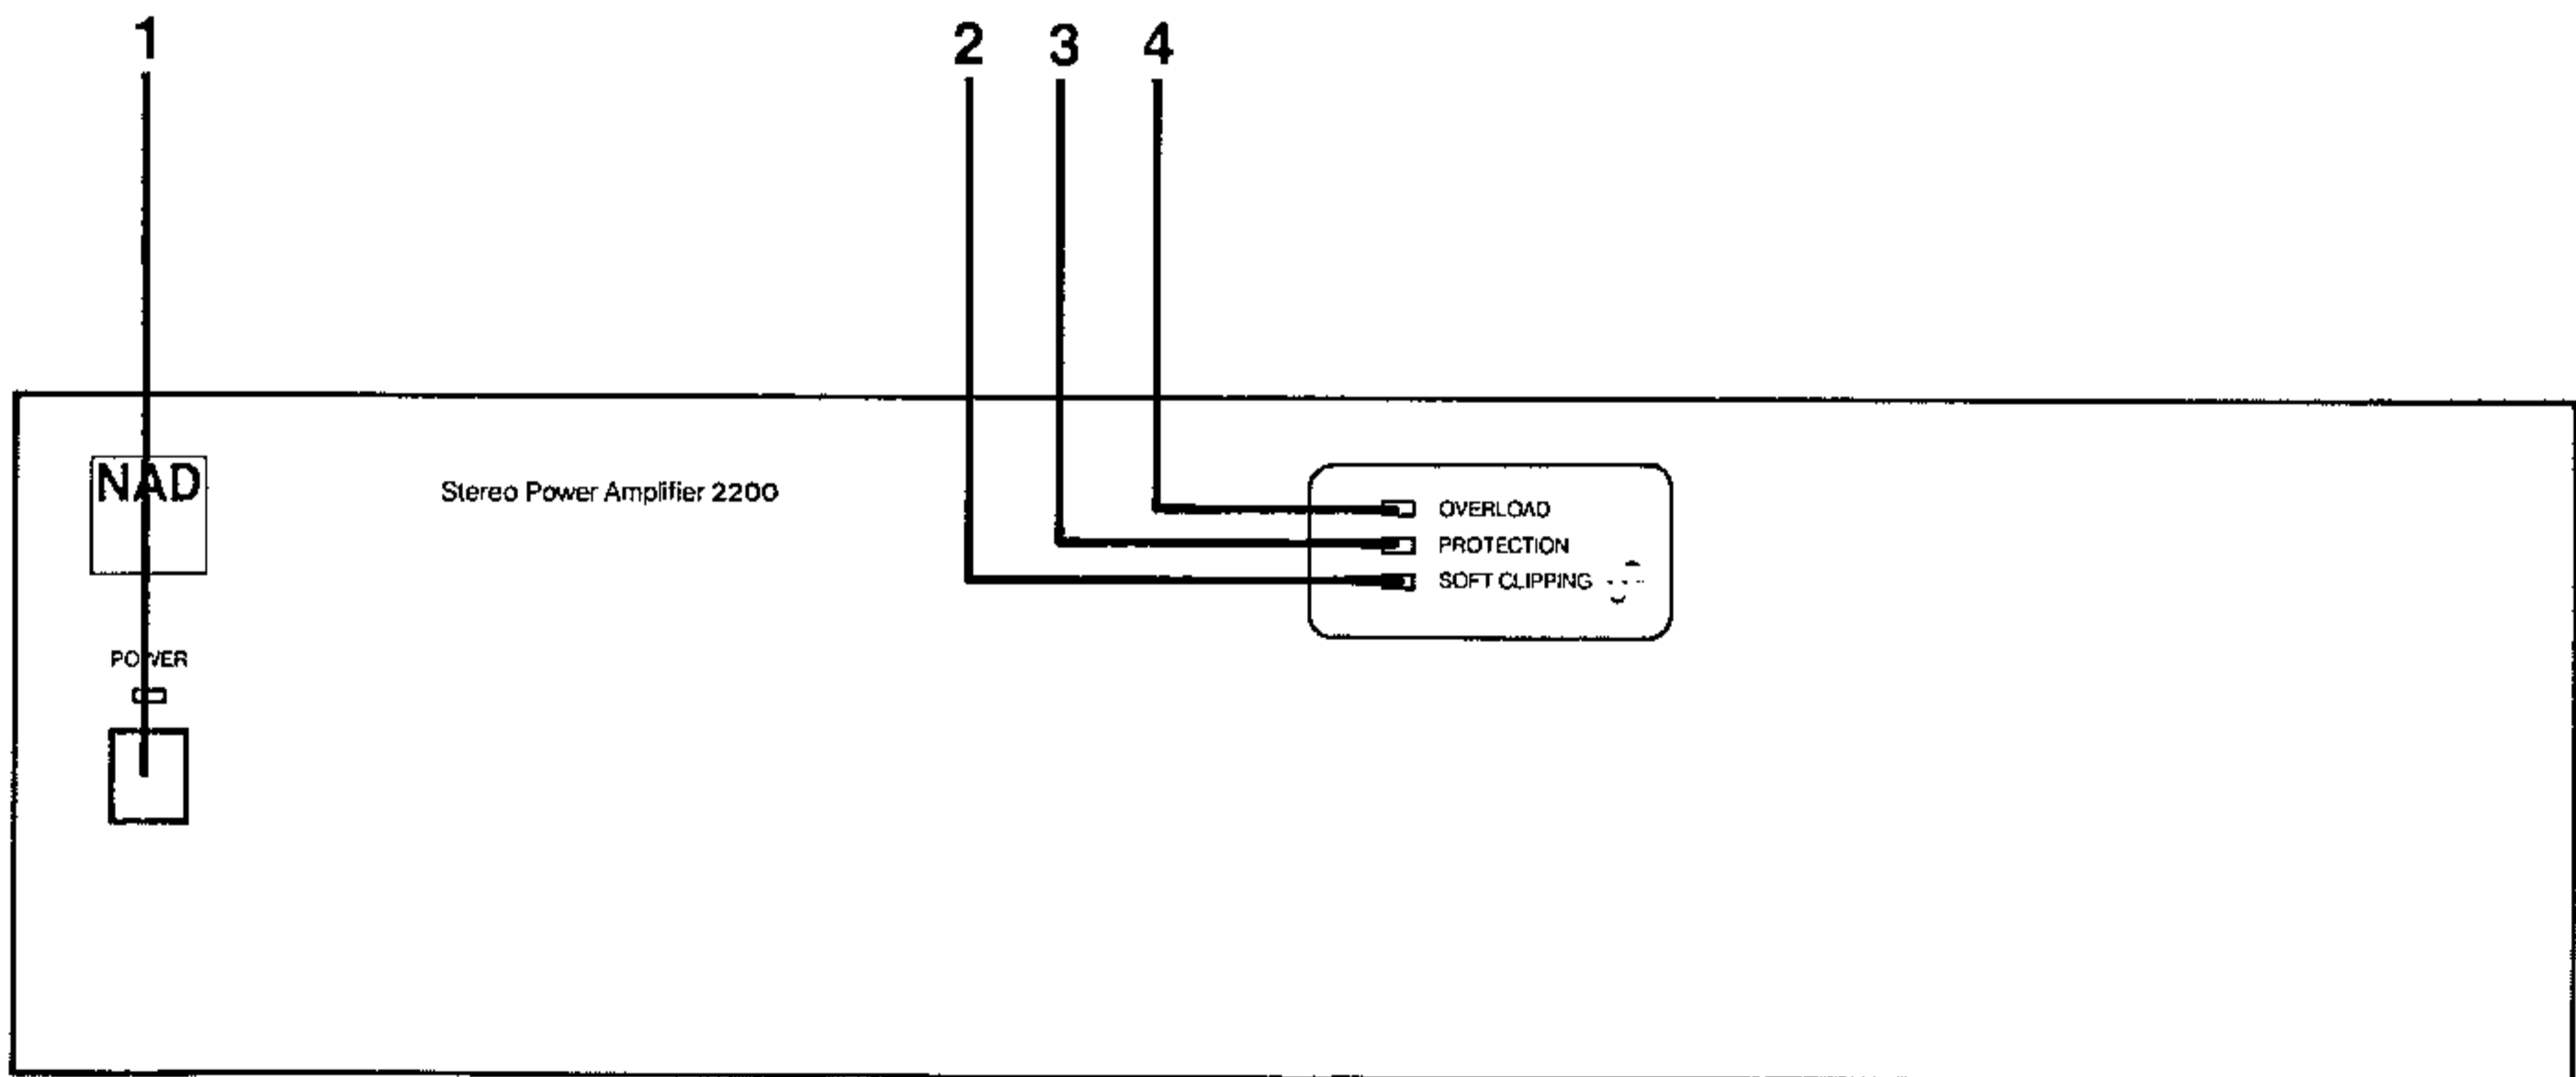 1 2 3 4
NAD
Stereo Power Amplifier 2200
OVERLOAD
PROTECTION
SOFT CLIPPING
POWER